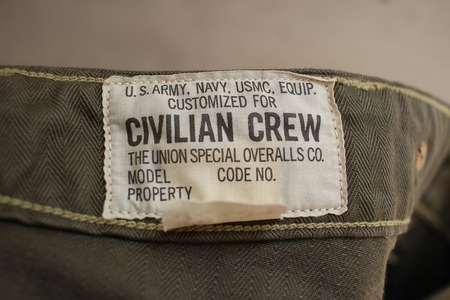 U.S. ARMY, NAVY, USMC, EQUIP.
CUSTOMIZED FOR
CIVILIAN CREW
THE UNION SPECIAL OVERALLS CO.
MODEL CODE NO.
PROPERTY